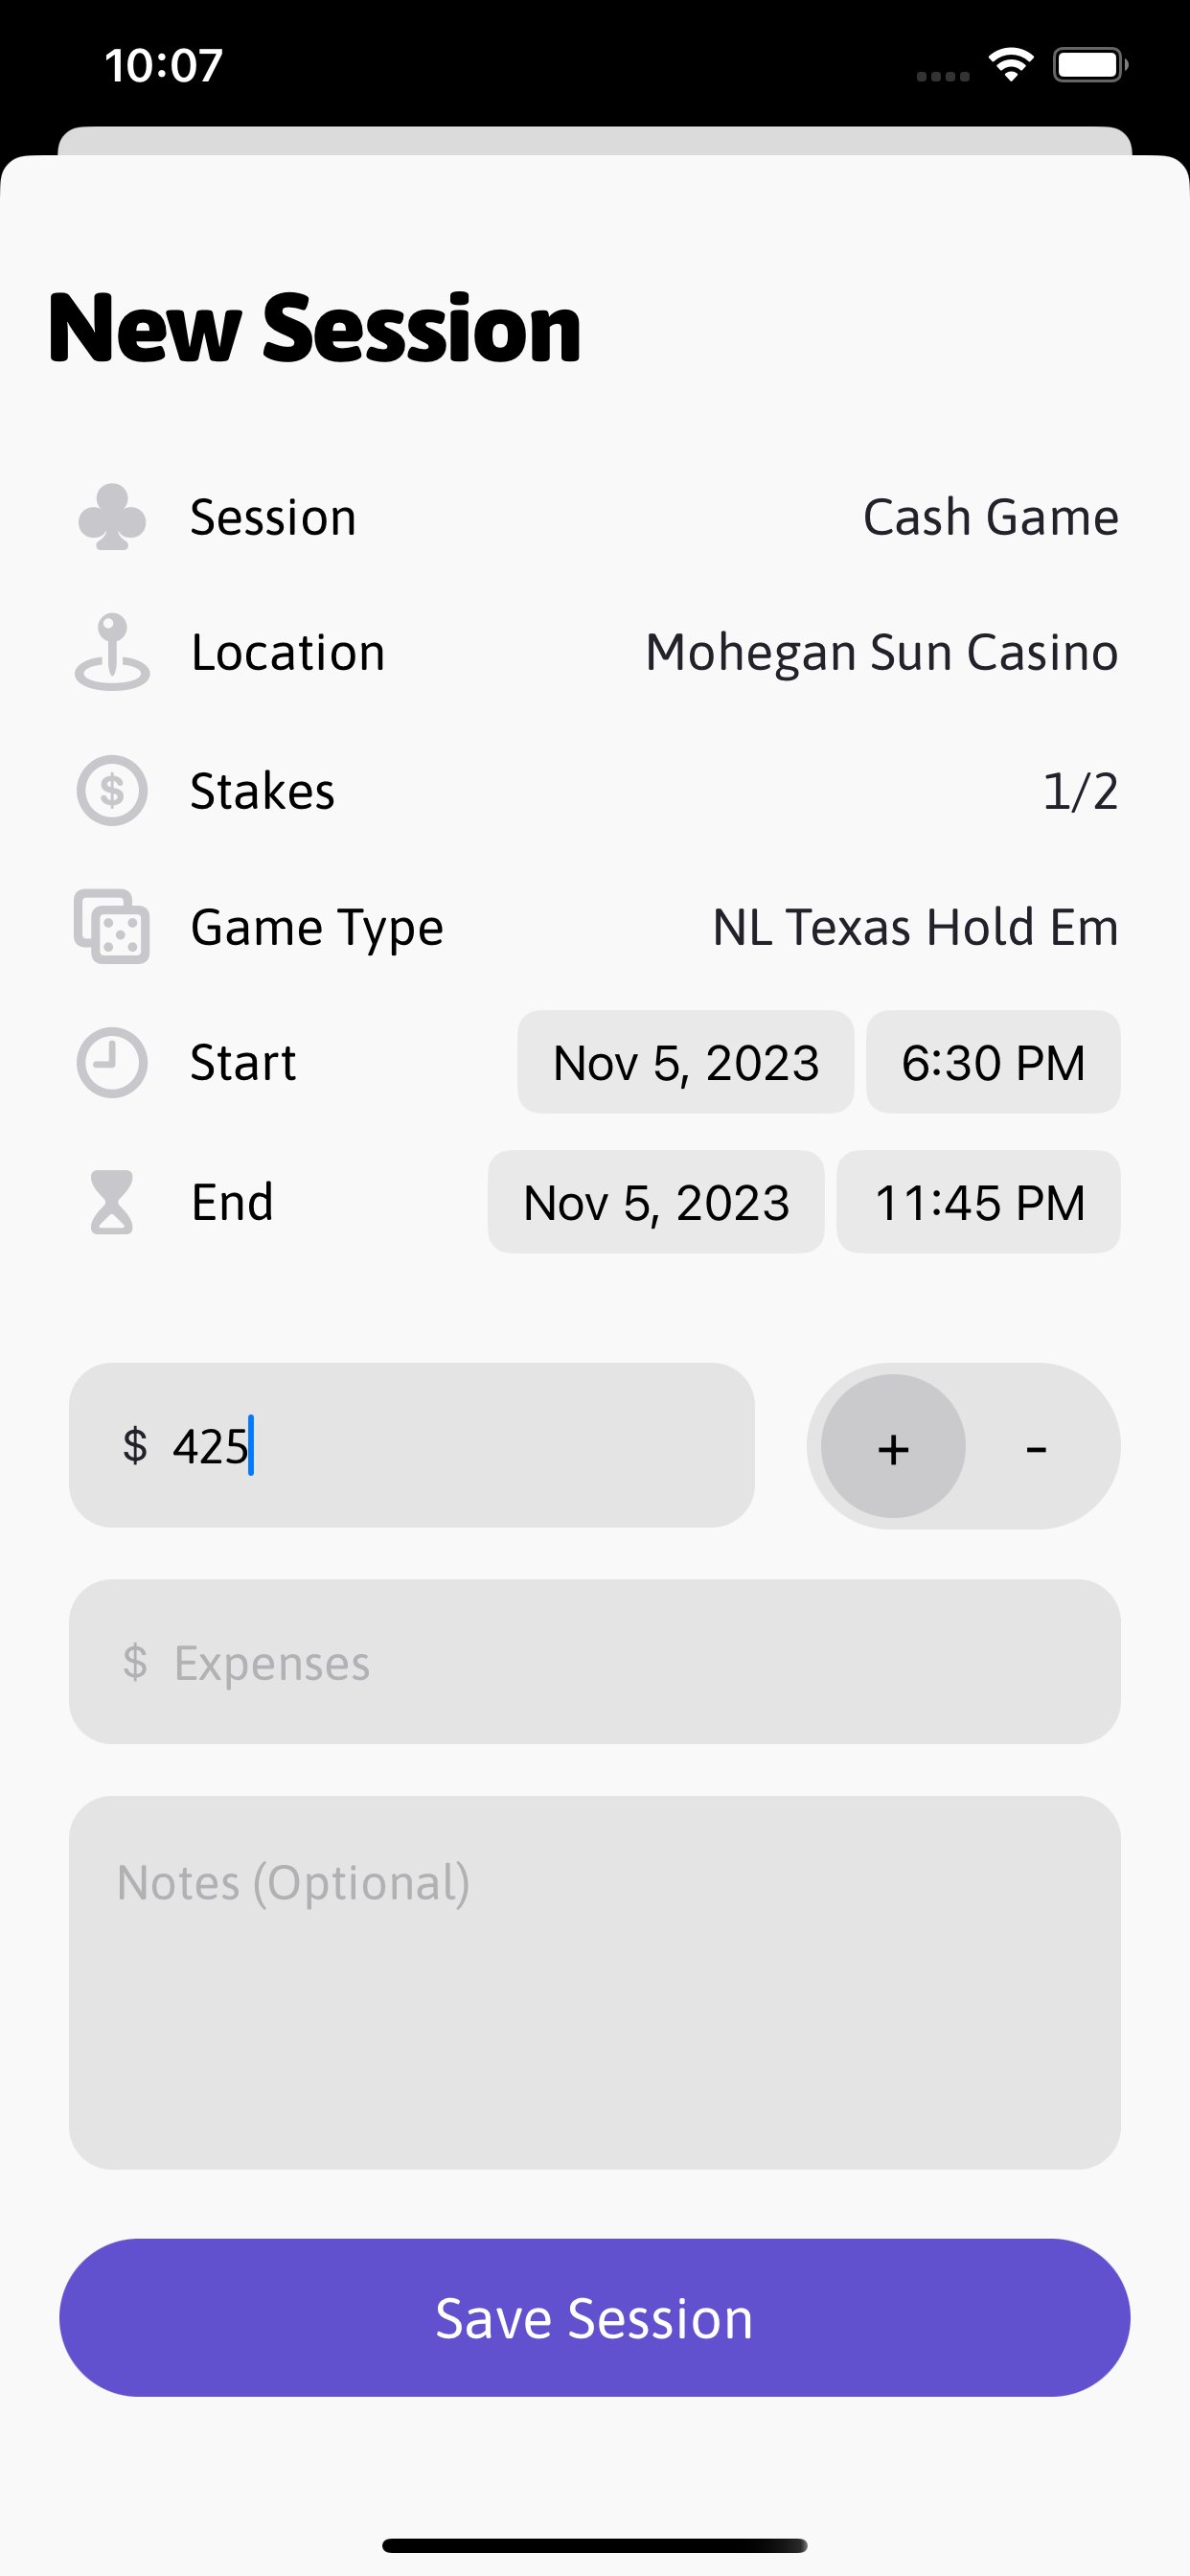 10:07
New Session
Session Cash Game
Location Mohegan Sun Casino
$ Stakes 1/2
Game Type NL Texas Hold Em
Start Nov 5, 2023 6:30 PM
End Nov 5, 2023 11:45 PM
$ 425 + -
$ Expenses
Notes (Optional)
Save Session